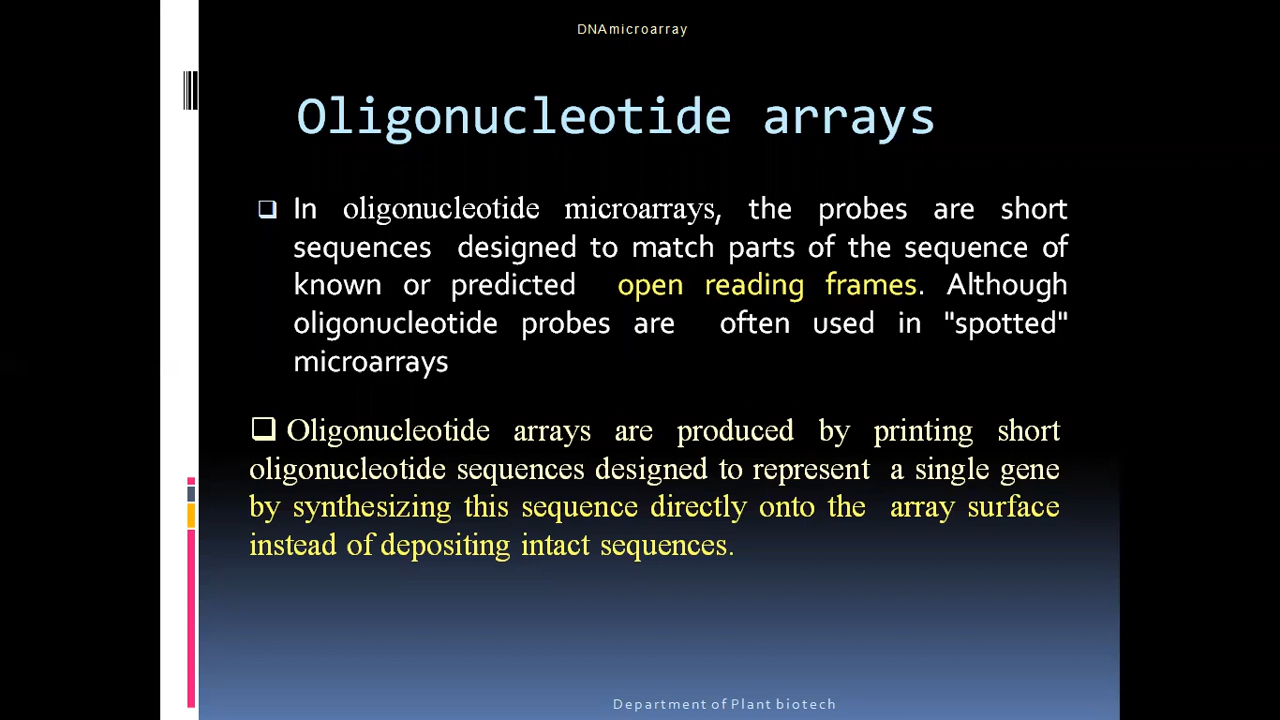 DNAmicroarray
Oligonucleotide arrays
❑ In oligonucleotide microarrays, the probes are short
sequences designed to match parts of the sequence of
known or predicted open reading frames. Although
oligonucleotide probes are often used in "spotted"
microarrays
❑ Oligonucleotide arrays are produced by printing short
oligonucleotide sequences designed to represent a single gene
by synthesizing this sequence directly onto the array surface
instead of depositing intact sequences.
Department of Plant biotech